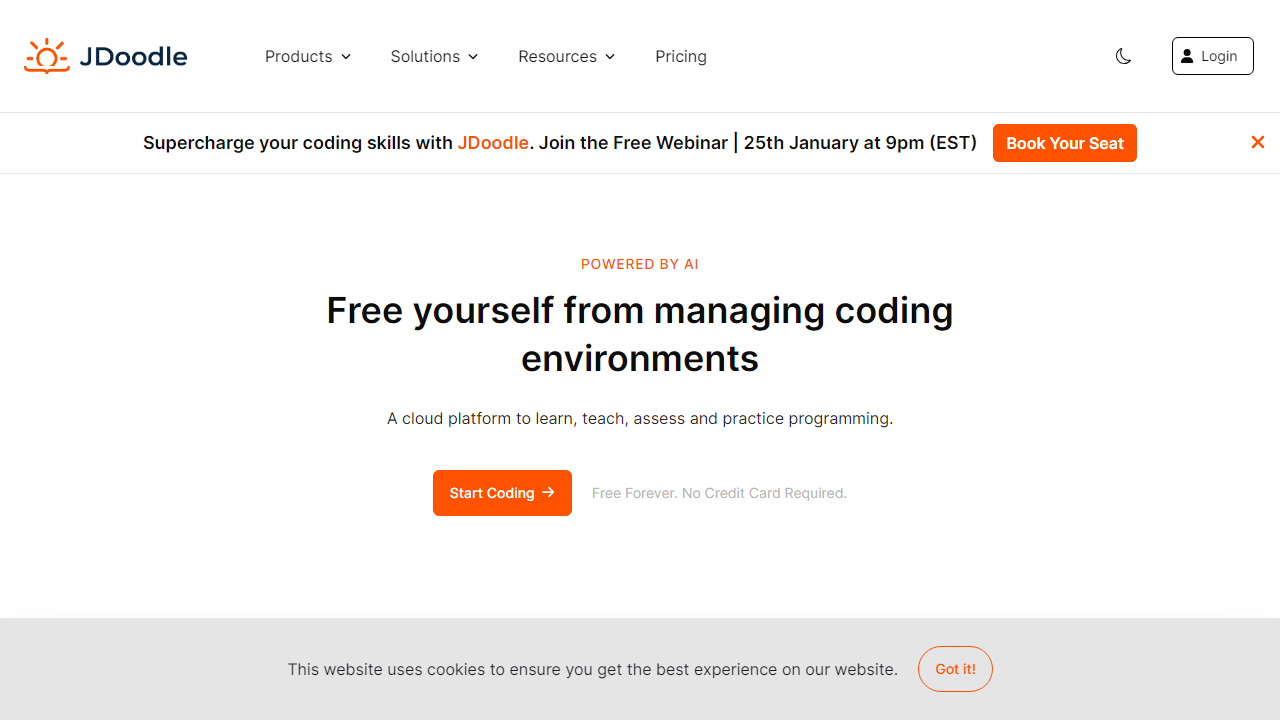 JDoodle
Products
Solutions
Resources
Pricing
Login
Supercharge your coding skills with JDoodle. Join the Free Webinar | 25th January at 9pm (EST)
Book Your Seat
POWERED BY AI
Free yourself from managing coding
environments
A cloud platform to learn, teach, assess and practice programming.
Start Coding
Free Forever. No Credit Card Required.
This website uses cookies to ensure you get the best experience on our website.
Got it!